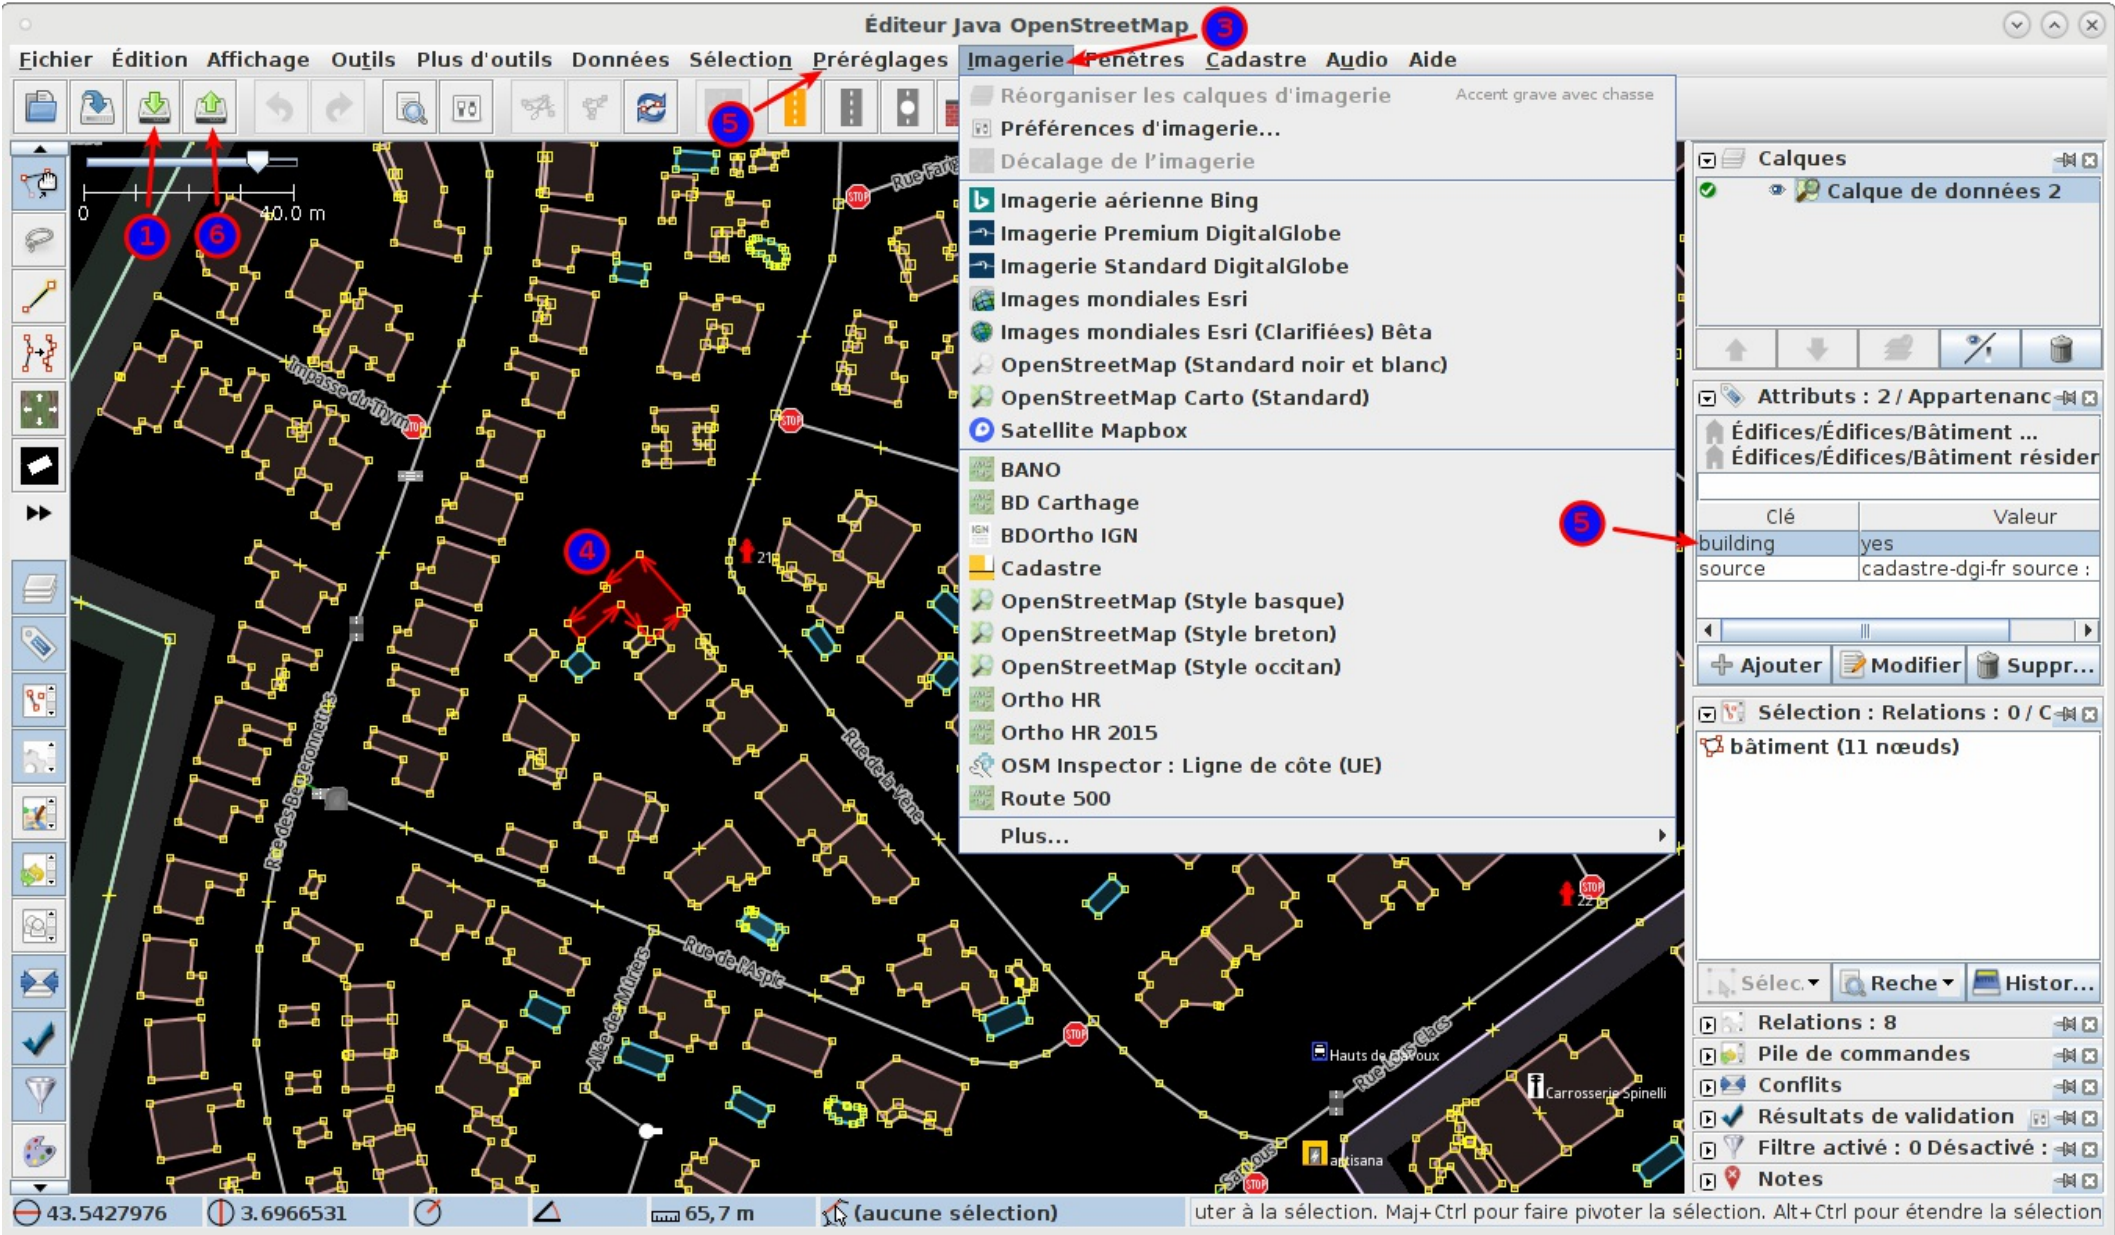 Éditeur Java OpenStreetMap
3
Fichier Édition Affichage Outils Plus d'outils Données Sélection Préréglages Imagerie Fenêtres Cadastre Audio Aide
5
Réorganiser les calques d'imagerie Accent grave avec chasse
Préférences d'imagerie...
Décalage de l'imagerie
Imagerie aérienne Bing
Imagerie Premium DigitalGlobe
Imagerie Standard DigitalGlobe
Images mondiales Esri
Images mondiales Esri (Clarifiées) Bêta
OpenStreetMap (Standard noir et blanc)
OpenStreetMap Carto (Standard)
Satellite Mapbox
BANO
BD Carthage
BDOrtho IGN
Cadastre
OpenStreetMap (Style basque)
OpenStreetMap (Style breton)
OpenStreetMap (Style occitan)
Ortho HR
Ortho HR 2015
OSM Inspector : Ligne de côte (UE)
Route 500
Plus...
0 40.0 m
1 6
Rue Farig
STOP
Impasse du Thym
STOP
STOP
4
21
Rue des Bergeronnettes
Rue de la Vène
Rue de l'Aspic
Allée des Mûriers
STOP
STOP
22
Hauts de
Rue Louis Clacs
Carrosserie Spinelli
artisana
STOP
Calques
Calque de données 2
Attributs : 2 / Appartenanc
Édifices/Édifices/Bâtiment ...
Édifices/Édifices/Bâtiment résider
5
Clé Valeur
building yes
source cadastre-dgi-fr source :
Ajouter Modifier Suppr...
Sélection : Relations : 0 / C
bâtiment (11 nœuds)
Sélec. Reche Histor...
Relations : 8
Pile de commandes
Conflits
Résultats de validation
Filtre activé : 0 Désactivé :
Notes
43.5427976 3.6966531 65,7 m (aucune sélection) uter à la sélection. Maj+Ctrl pour faire pivoter la sélection. Alt+Ctrl pour étendre la sélection